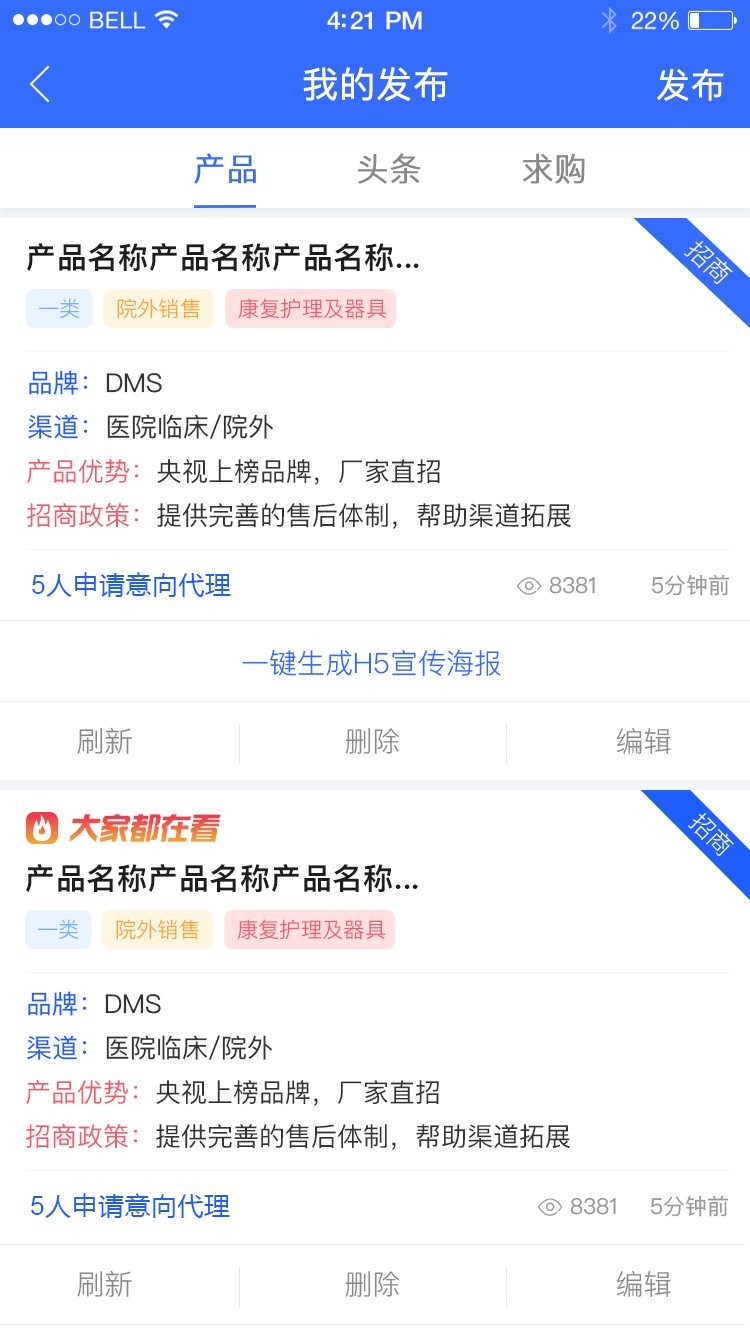 BELL 4:21 PM 22%
我的发布 发布
产品 头条 求购
产品名称产品名称产品名称...
招商
一类 院外销售 康复护理及器具
品牌：DMS
渠道：医院临床/院外
产品优势：央视上榜品牌，厂家直招
招商政策：提供完善的售后体制，帮助渠道拓展
5人申请意向代理 8381 5分钟前
一键生成H5宣传海报
刷新 删除 编辑
大家都在看
招商
产品名称产品名称产品名称...
一类 院外销售 康复护理及器具
品牌：DMS
渠道：医院临床/院外
产品优势：央视上榜品牌，厂家直招
招商政策：提供完善的售后体制，帮助渠道拓展
5人申请意向代理 8381 5分钟前
刷新 删除 编辑